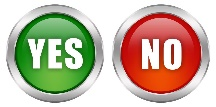 YES NO